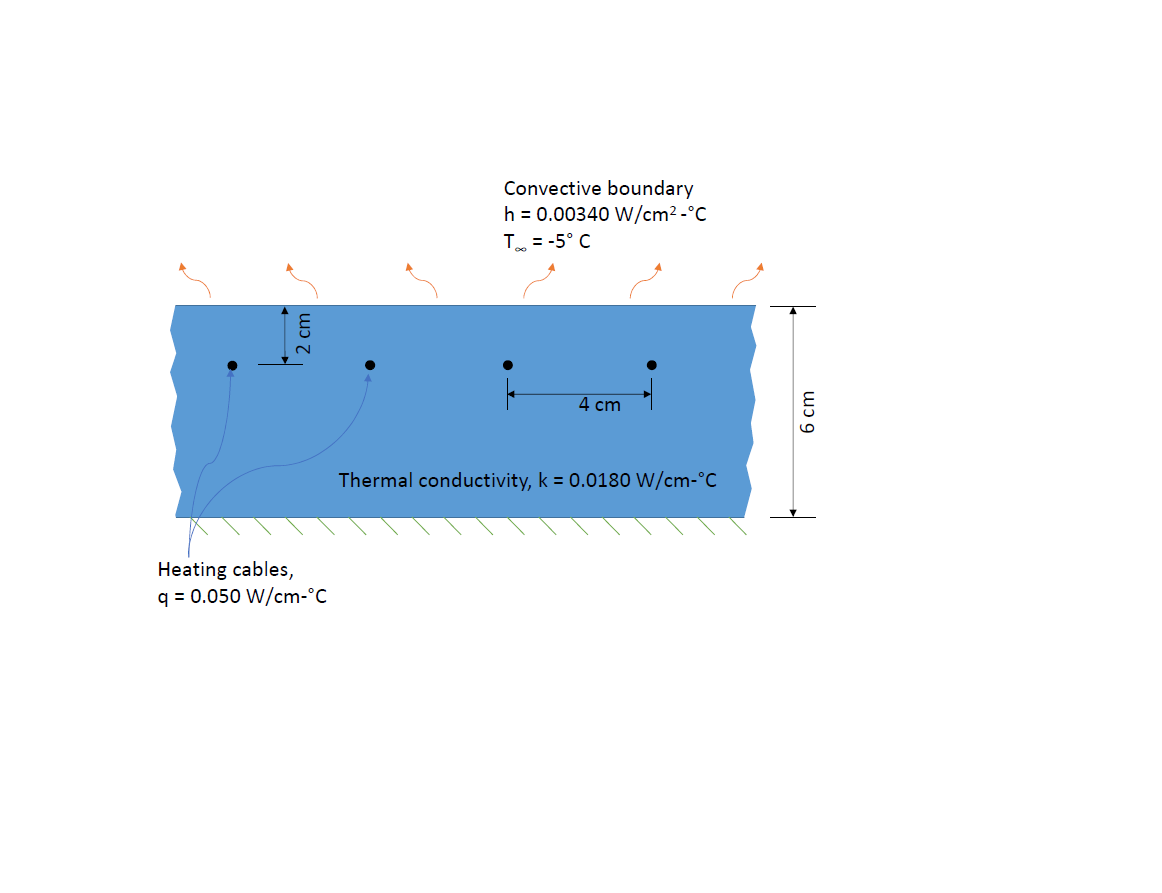 Convective boundary
h = 0.00340 W/cm² -°C
T∞ = -5° C
2 cm
4 cm
6 cm
Thermal conductivity, k = 0.0180 W/cm-°C
Heating cables,
q = 0.050 W/cm-°C